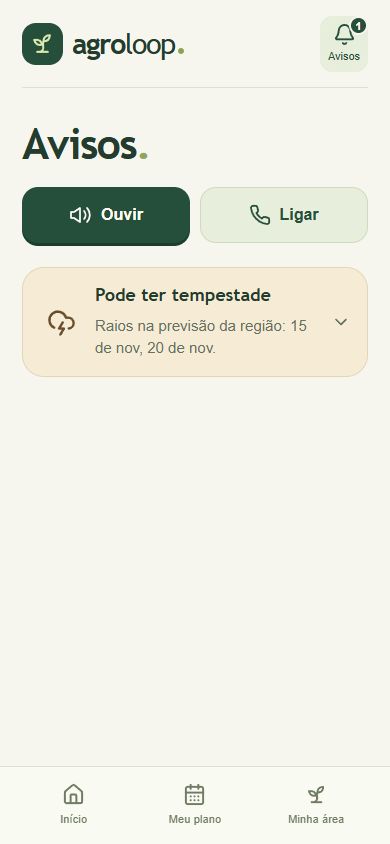 agroloop.
1
Avisos
Avisos.
Ouvir
Ligar
Pode ter tempestade
Raios na previsão da região: 15
de nov, 20 de nov.
Início
Meu plano
Minha área